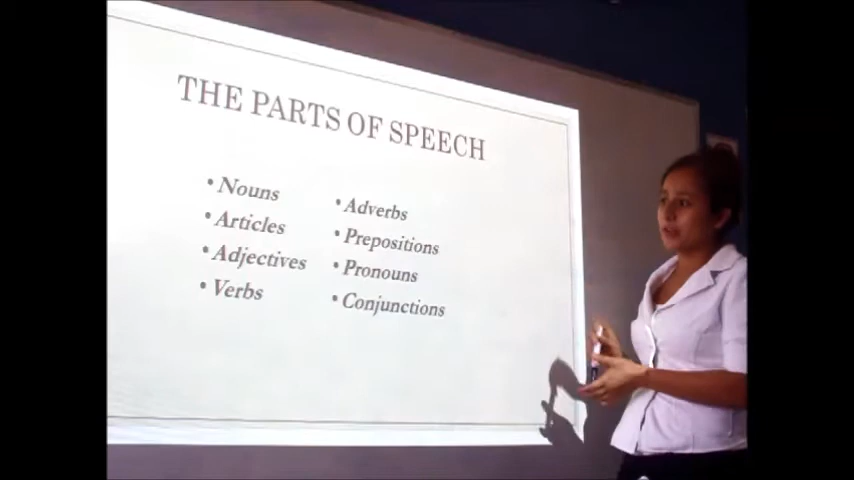 THE PARTS OF SPEECH
• Nouns
• Articles
• Adjectives
• Verbs
• Adverbs
• Prepositions
• Pronouns
• Conjunctions